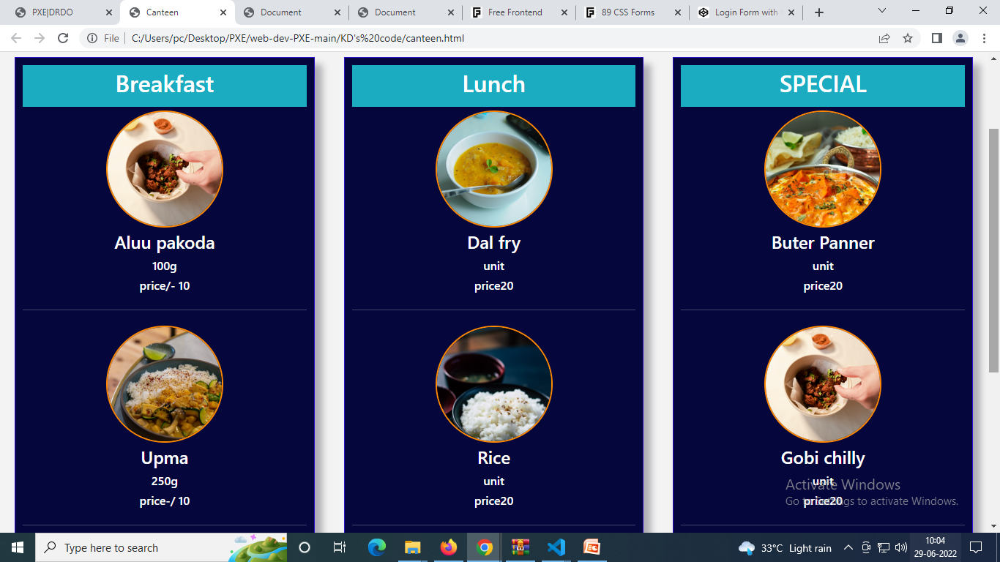 PXE|DRDO
Canteen
Document
Document
Free Frontend
89 CSS Forms
Login Form with
File
C:/Users/pc/Desktop/PXE/web-dev-PXE-main/KD's%20code/canteen.html
Breakfast
Lunch
SPECIAL
Aluu pakoda
Dal fry
Buter Panner
100g
unit
unit
price/- 10
price20
price20
Upma
Rice
Gobi chilly
250g
unit
unit
price-/ 10
price20
price20
Activate Windows
Go to Settings to activate Windows.
Type here to search
33°C Light rain
10:04
29-06-2022